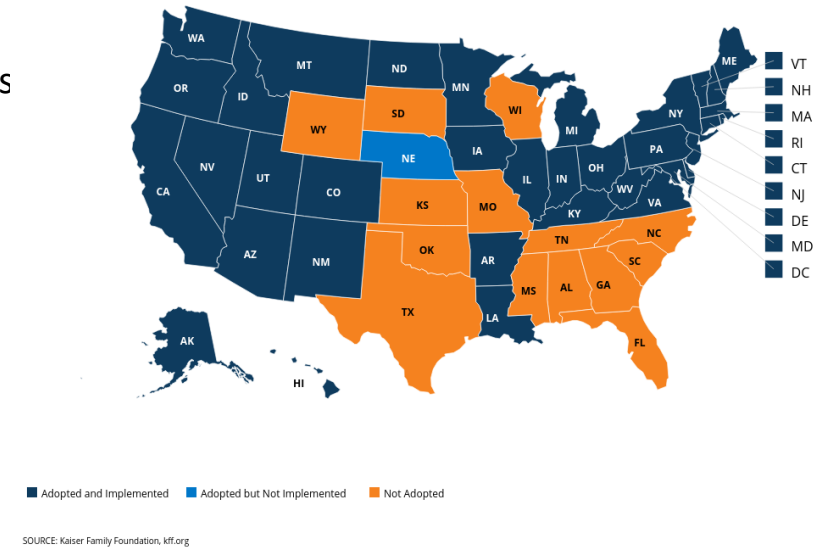 WA
ME
VT
MT
ND
OR
MN
ID
NH
WI
SD
NY
MA
WY
MI
RI
IA
PA
NE
NV
OH
CT
UT
IL
IN
CO
WV
CA
NJ
KS
MO
VA
KY
DE
NC
TN
OK
MD
AZ
NM
AR
SC
DC
GA
MS
AL
TX
LA
AK
FL
HI
Adopted and Implemented
Adopted but Not Implemented
Not Adopted
SOURCE: Kaiser Family Foundation, kff.org